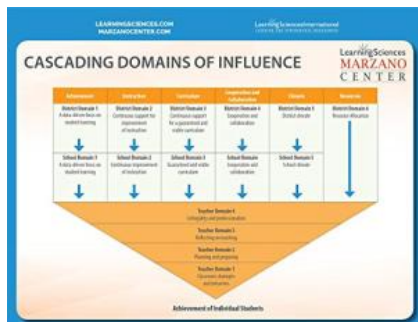 LEARNINGSCIENCES.COM
MARZANOCENTER.COM
LearningSciencesInternational
LearningSciences
MARZANO
CENTER
CASCADING DOMAINS OF INFLUENCE
Achievement
Instruction
Curriculum
Cooperation and
Collaboration
Climate
Resources
District Domain 1
A data-driven focus on
student learning
District Domain 2
Continuous support for
improvement
of instruction
District Domain 3
Continuous support
for a guaranteed and
viable curriculum
District Domain 4
Cooperation and
collaboration
District Domain 5
District climate
District Domain 6
Resource Allocation
School Domain 1
A data-driven focus on
student learning
School Domain 2
Continuous improvement
of instruction
School Domain 3
Guaranteed and viable
curriculum
School Domain 4
Cooperation and
collaboration
School Domain 5
School climate
Teacher Domain 4
Collegiality and professionalism
Teacher Domain 3
Reflecting on teaching
Teacher Domain 2
Planning and preparing
Teacher Domain 1
Classroom strategies
and behaviors
Achievement of Individual Students